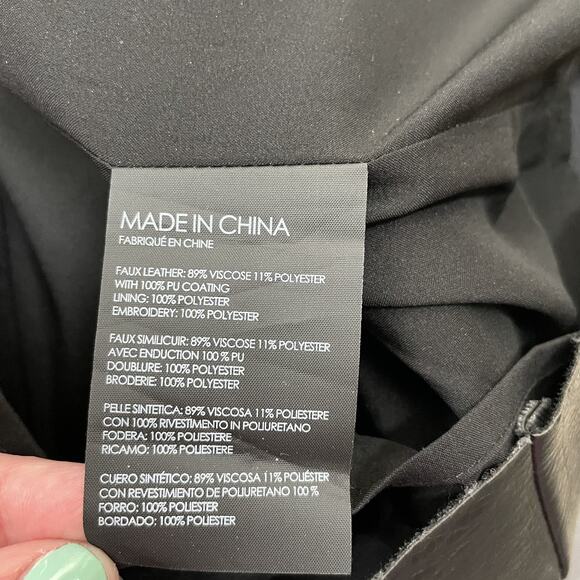 MADE IN CHINA
FABRIQUÉ EN CHINE
FAUX LEATHER: 89% VISCOSE 11% POLYESTER
WITH 100% PU COATING
LINING: 100% POLYESTER
EMBROIDERY: 100% POLYESTER
FAUX SIMILICUIR: 89% VISCOSE 11% POLYESTER
AVEC ENDUCTION 100 % PU
DOUBLURE: 100% POLYESTER
BRODERIE: 100% POLYESTER
PELLE SINTETICA: 89% VISCOSA 11% POLIESTERE
CON 100% RIVESTIMENTO IN POLIURETANO
FODERA: 100% POLIESTERE
RICAMO: 100% POLIESTERE
CUERO SINTÉTICO: 89% VISCOSA 11% POLIÉSTER
CON REVESTIMIENTO DE POLIURETANO 100 %
FORRO: 100% POLIESTER
BORDADO: 100% POLIESTER